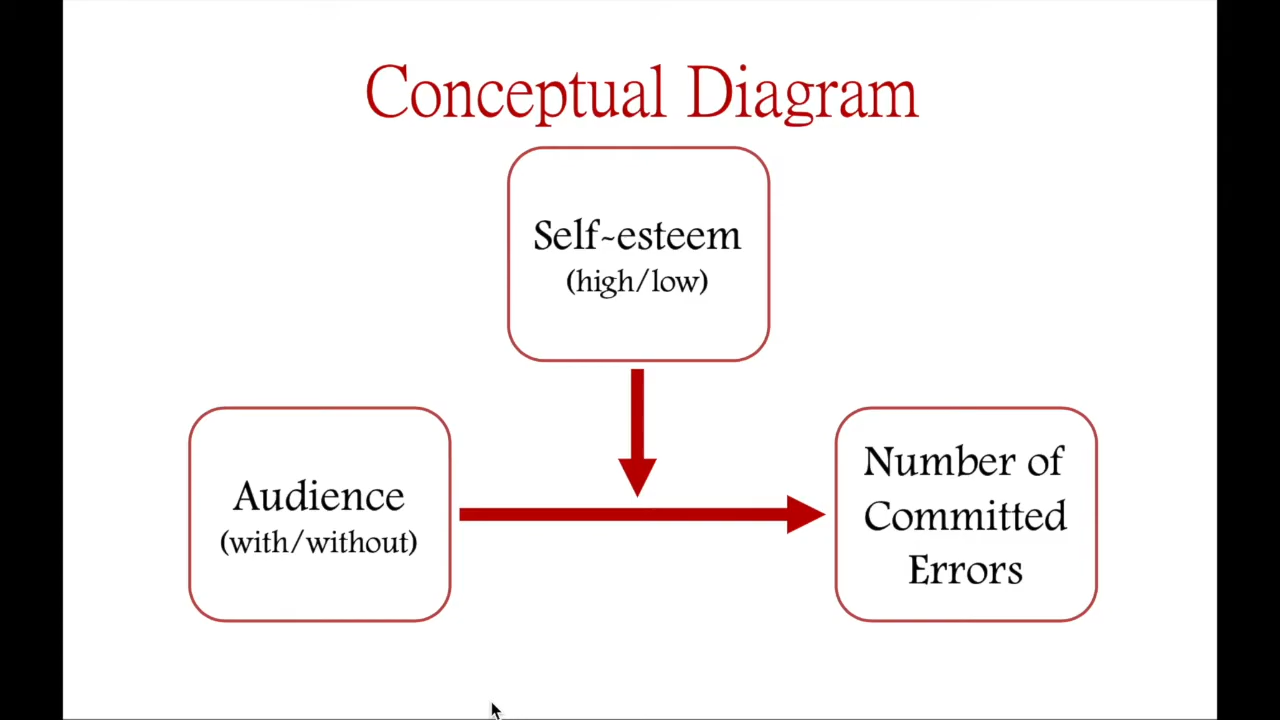 Conceptual Diagram
Self-esteem
(high/low)
Audience
(with/without)
Number of
Committed
Errors